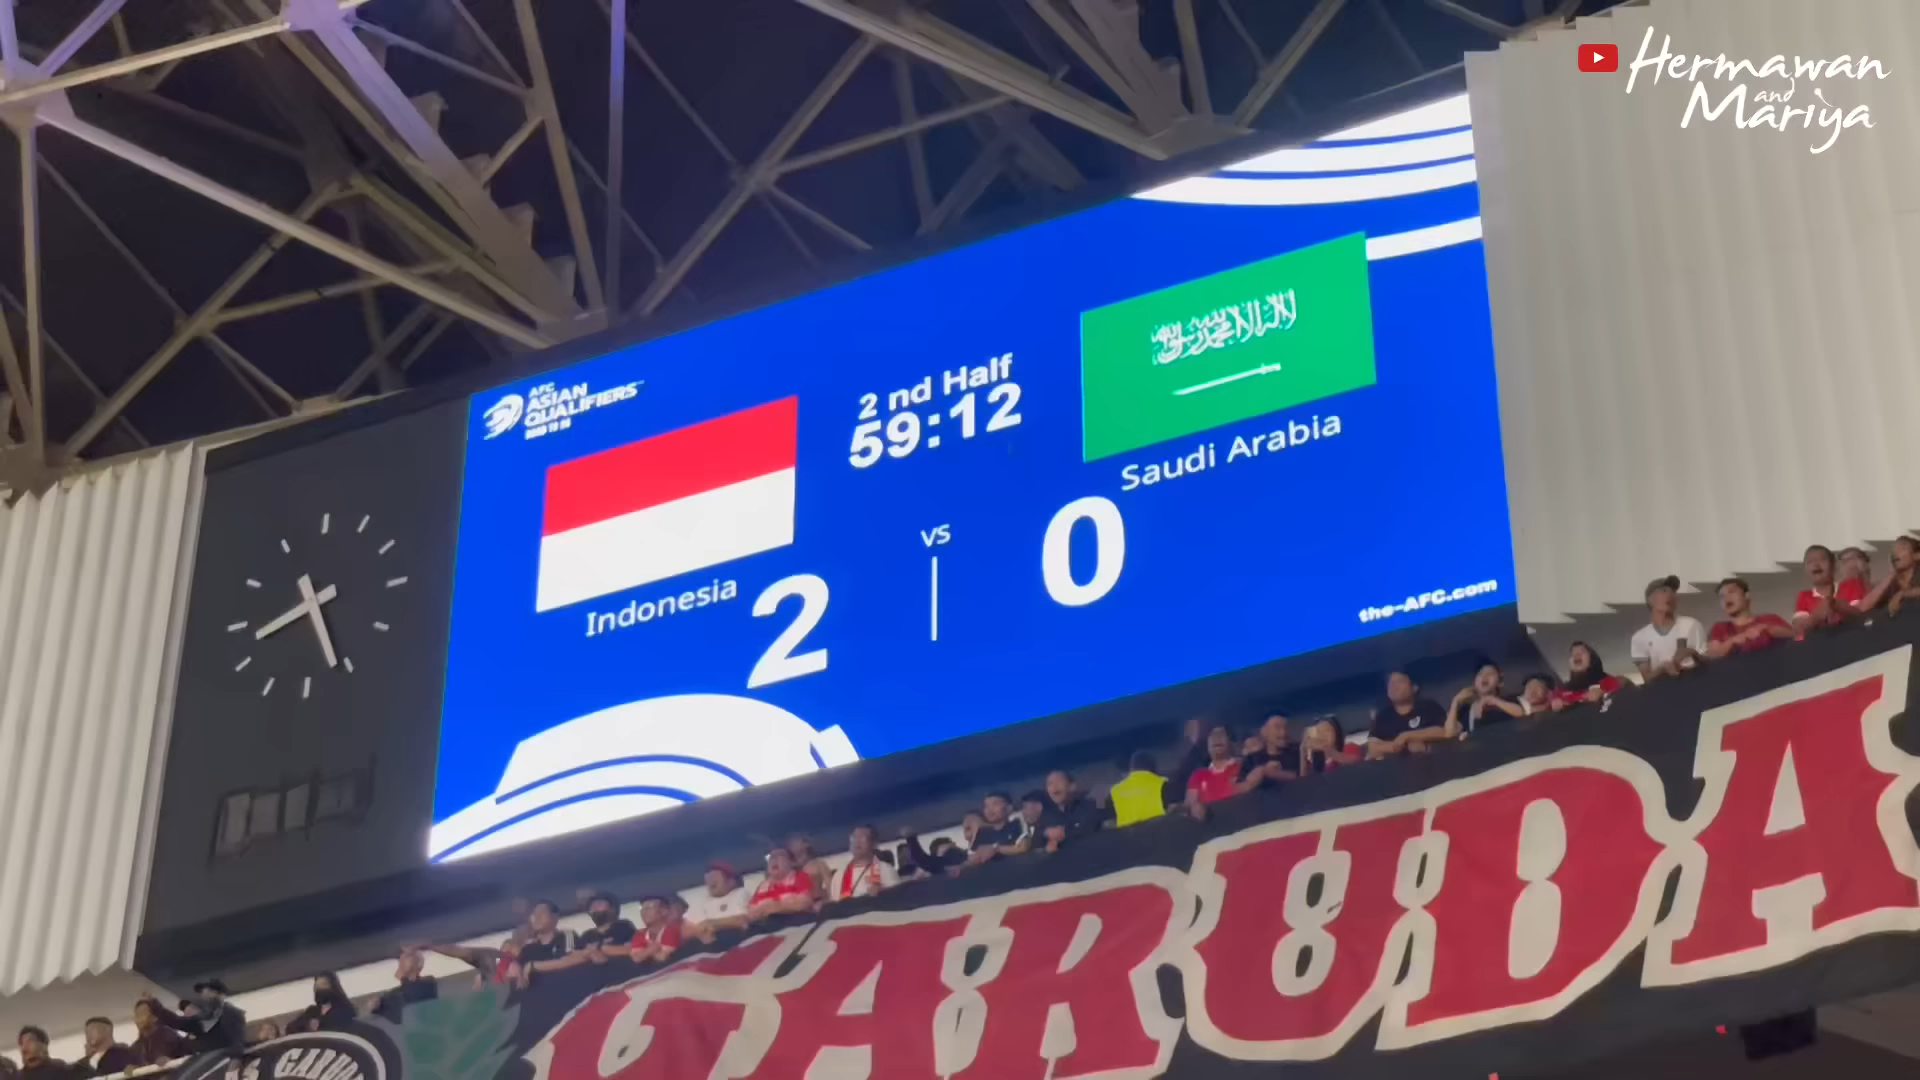 Hermawan
and
Mariya
AFC
ASIAN
QUALIFIERS
2 nd Half
59:12
لا إله إلا الله محمد رسول الله
Saudi Arabia
Indonesia
vs
2
0
the-AFC.com
GARUDA
GARUDA